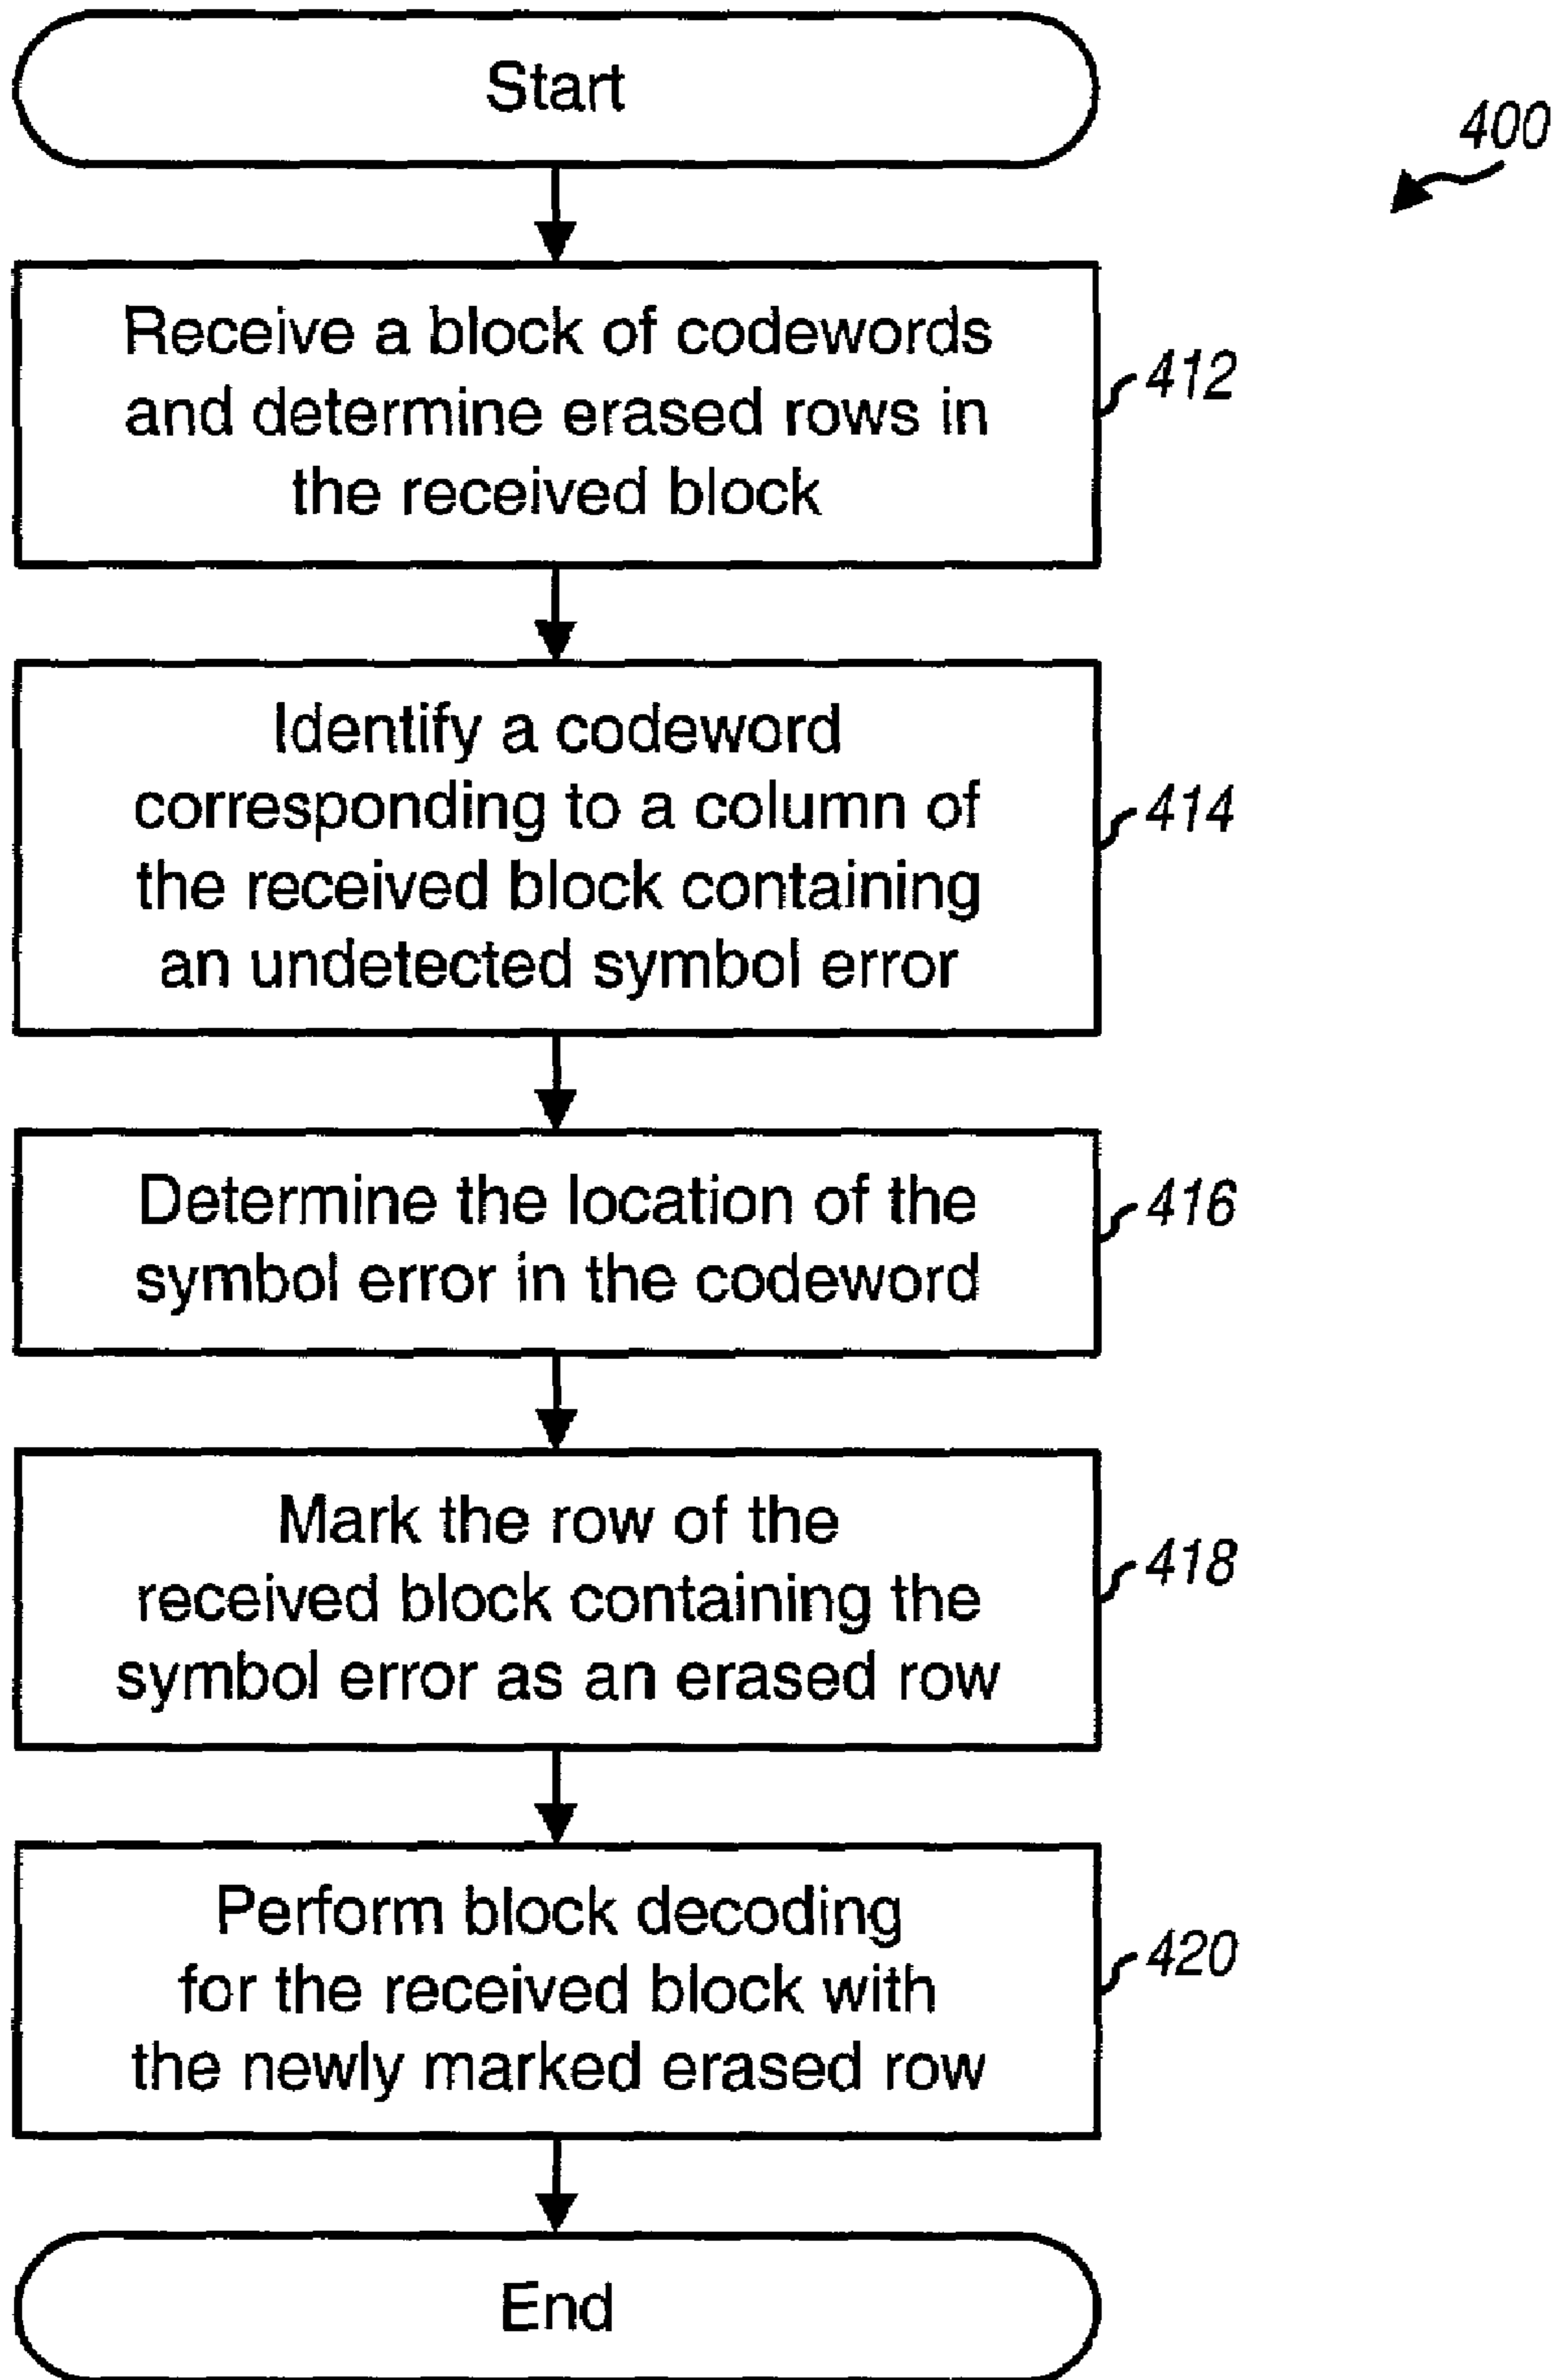 Start
400
Receive a block of codewords
and determine erased rows in
the received block
412
Identify a codeword
corresponding to a column of
the received block containing
an undetected symbol error
414
Determine the location of the
symbol error in the codeword
416
Mark the row of the
received block containing the
symbol error as an erased row
418
Perform block decoding
for the received block with
the newly marked erased row
420
End